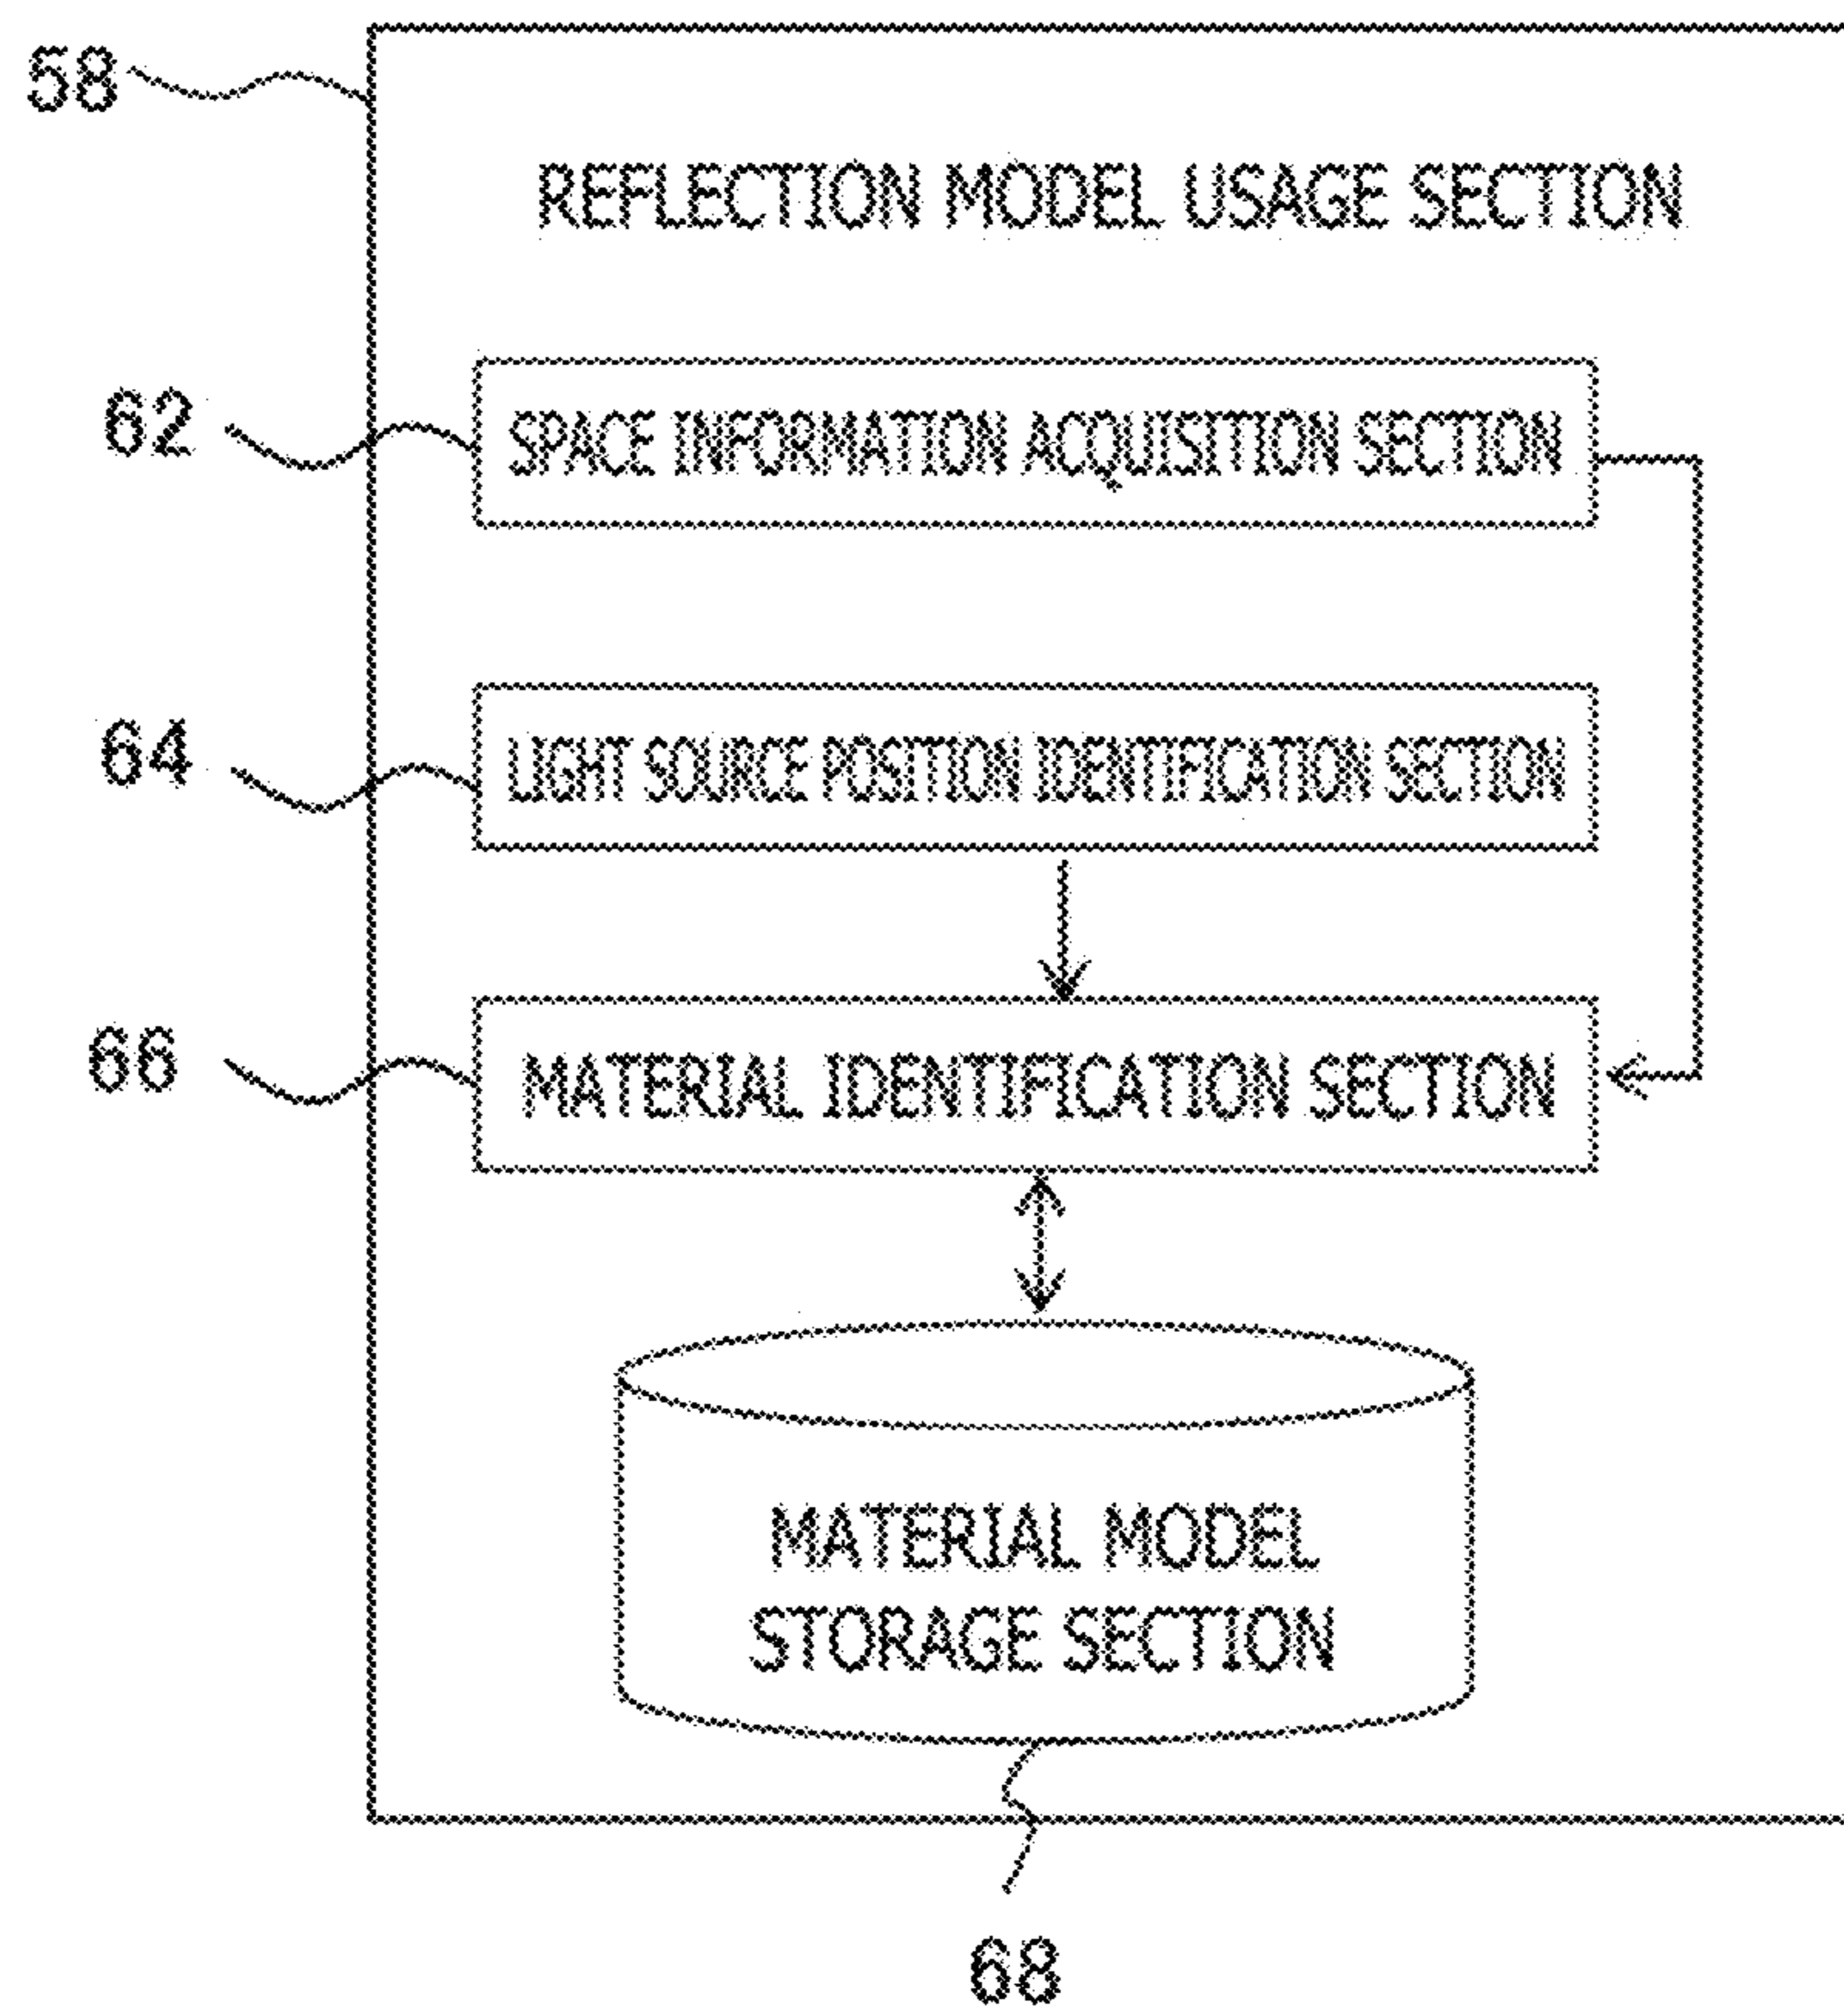 58
REFLECTION MODEL USAGE SECTION
62
SPACE INFORMATION ACQUISITION SECTION
64
LIGHT SOURCE POSITION IDENTIFICATION SECTION
66
MATERIAL IDENTIFICATION SECTION
MATERIAL MODEL
STORAGE SECTION
68